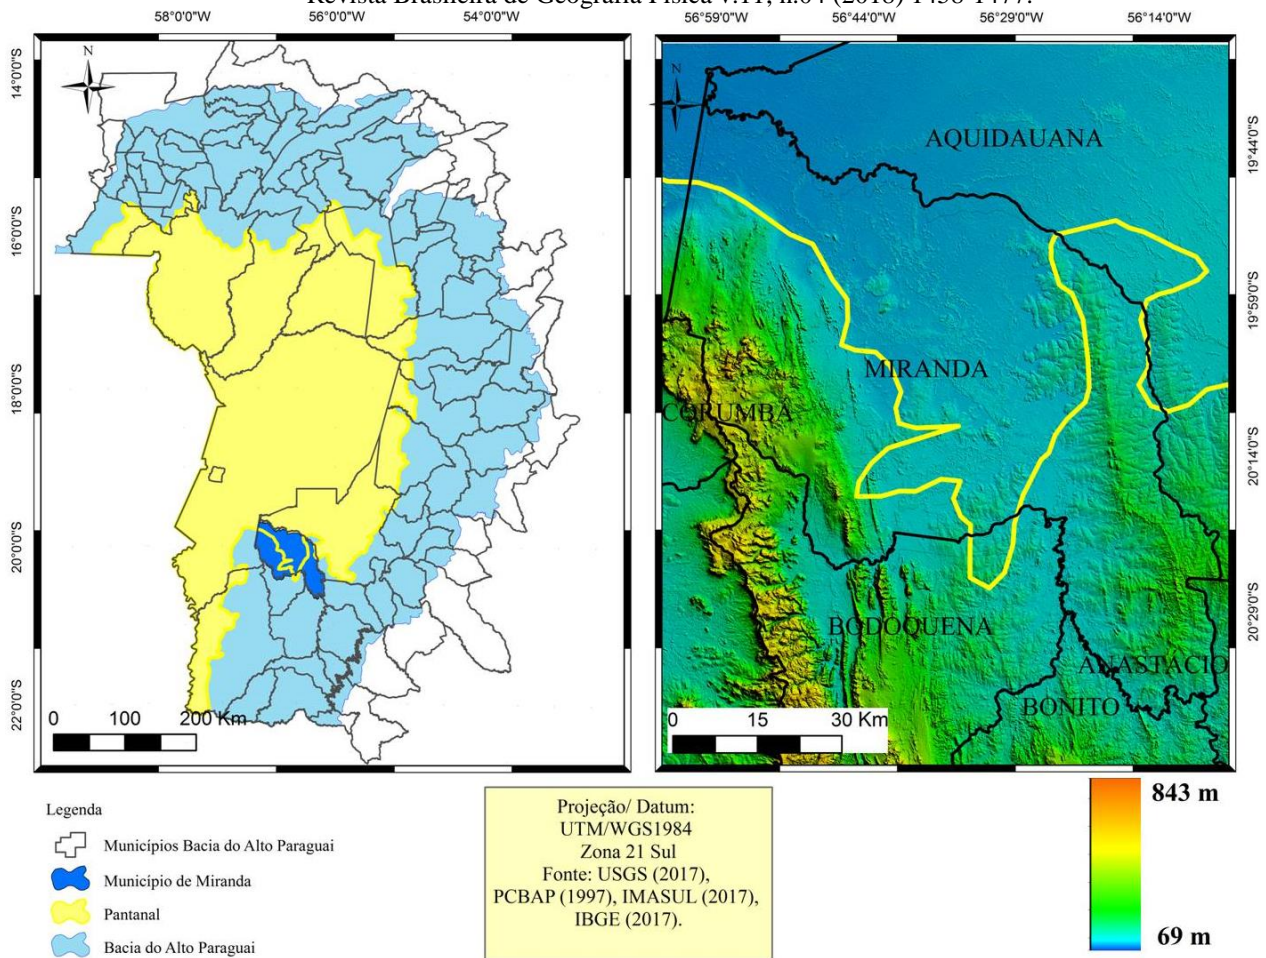 Revista Brasileira de Geografia Física v.11, n.04 (2018) 1458-1477.
58°0'0"W 56°0'0"W 54°0'0"W
56°59'0"W 56°44'0"W 56°29'0"W 56°14'0"W
14°0'0"S
16°0'0"S
18°0'0"S
20°0'0"S
22°0'0"S
N
0 100 200 Km
N
AQUIDAUANA
MIRANDA
CORUMBÁ
BODOQUENA
ANASTÁCIO
BONITO
0 15 30 Km
19°44'0"S
19°59'0"S
20°14'0"S
20°29'0"S
Legenda
Municípios Bacia do Alto Paraguai
Município de Miranda
Pantanal
Bacia do Alto Paraguai
Projeção/ Datum:
UTM/WGS1984
Zona 21 Sul
Fonte: USGS (2017),
PCBAP (1997), IMASUL (2017),
IBGE (2017).
843 m
69 m